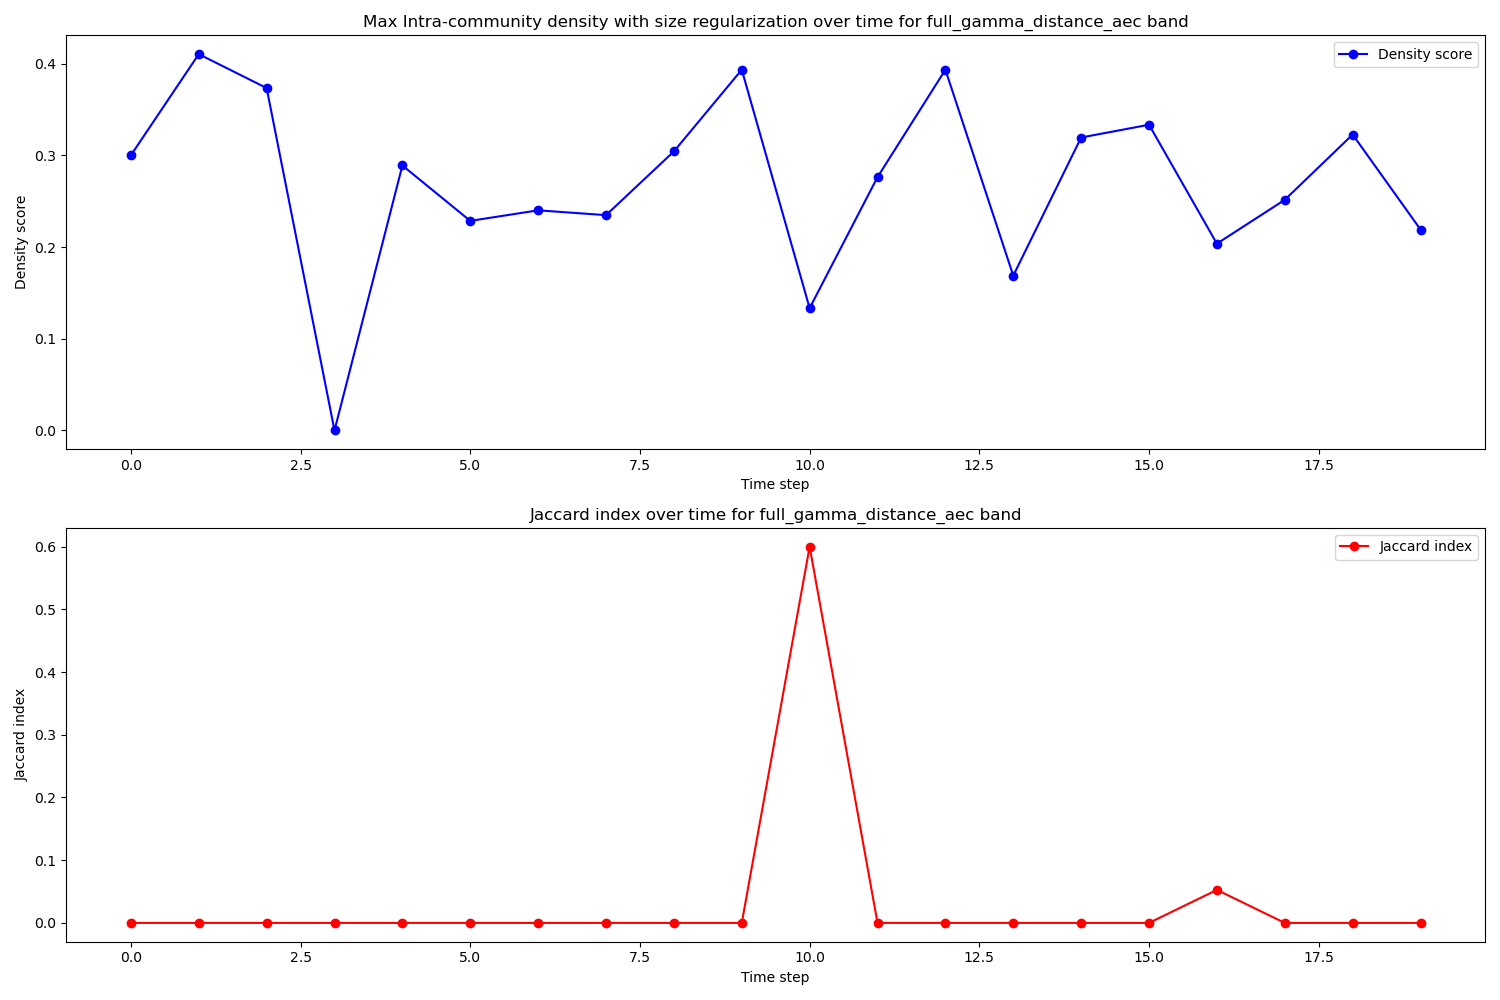 Max Intra-community density with size regularization over time for full_gamma_distance_aec band
Density score
0.4
0.3
0.2
0.1
0.0
Density score
0.0 2.5 5.0 7.5 10.0 12.5 15.0 17.5
Time step
Jaccard index over time for full_gamma_distance_aec band
Jaccard index
0.6
0.5
0.4
0.3
0.2
0.1
0.0
Jaccard index
0.0 2.5 5.0 7.5 10.0 12.5 15.0 17.5
Time step